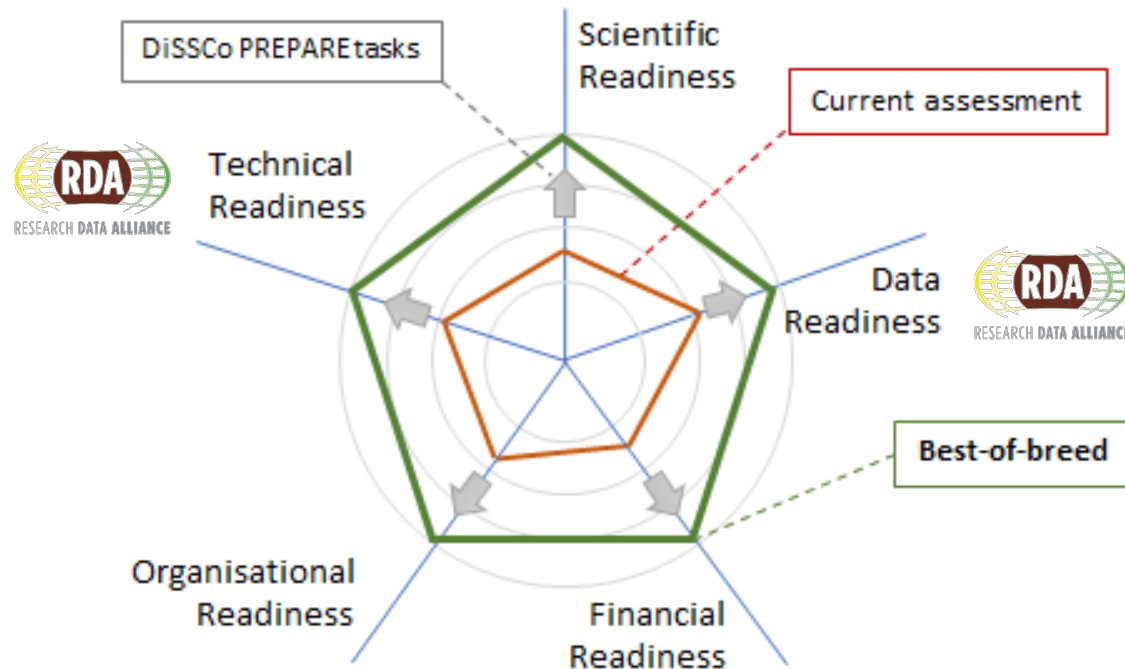 DiSSCo PREPARE tasks
Scientific
Readiness
Current assessment
RDA
RESEARCH DATA ALLIANCE
Technical
Readiness
Data
Readiness
RDA
RESEARCH DATA ALLIANCE
Best-of-breed
Organisational
Readiness
Financial
Readiness